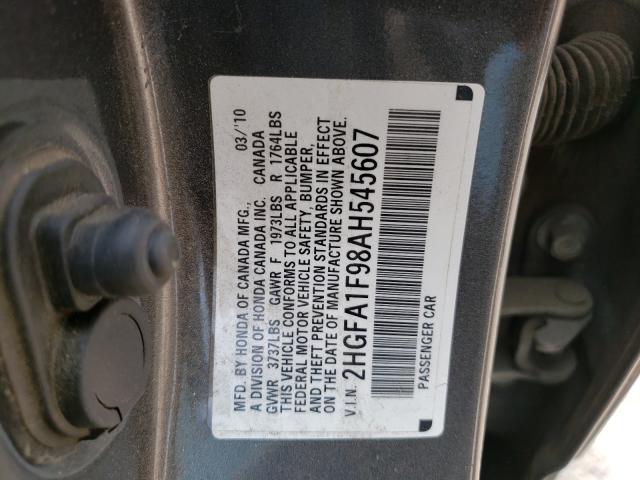 MFD. BY HONDA OF CANADA MFG., 03/'10
A DIVISION OF HONDA CANADA INC. CANADA
GVWR 3737LBS GAWR F 1973LBS R 1764LBS
THIS VEHICLE CONFORMS TO ALL APPLICABLE
FEDERAL MOTOR VEHICLE SAFETY, BUMPER,
AND THEFT PREVENTION STANDARDS IN EFFECT
ON THE DATE OF MANUFACTURE SHOWN ABOVE.
V.I.N. 2HGFA1F98AH545607
PASSENGER CAR